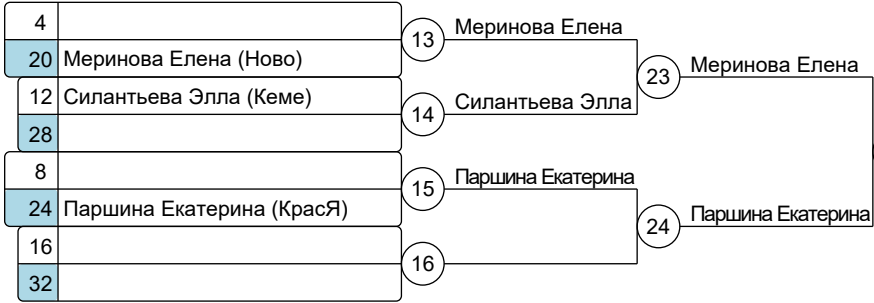 4
20 Меринова Елена (Ново)
12 Силантьева Элла (Кеме)
28
8
24 Паршина Екатерина (КрасЯ)
16
32
13 Меринова Елена
14 Силантьева Элла
15 Паршина Екатерина
16
23 Меринова Елена
24 Паршина Екатерина